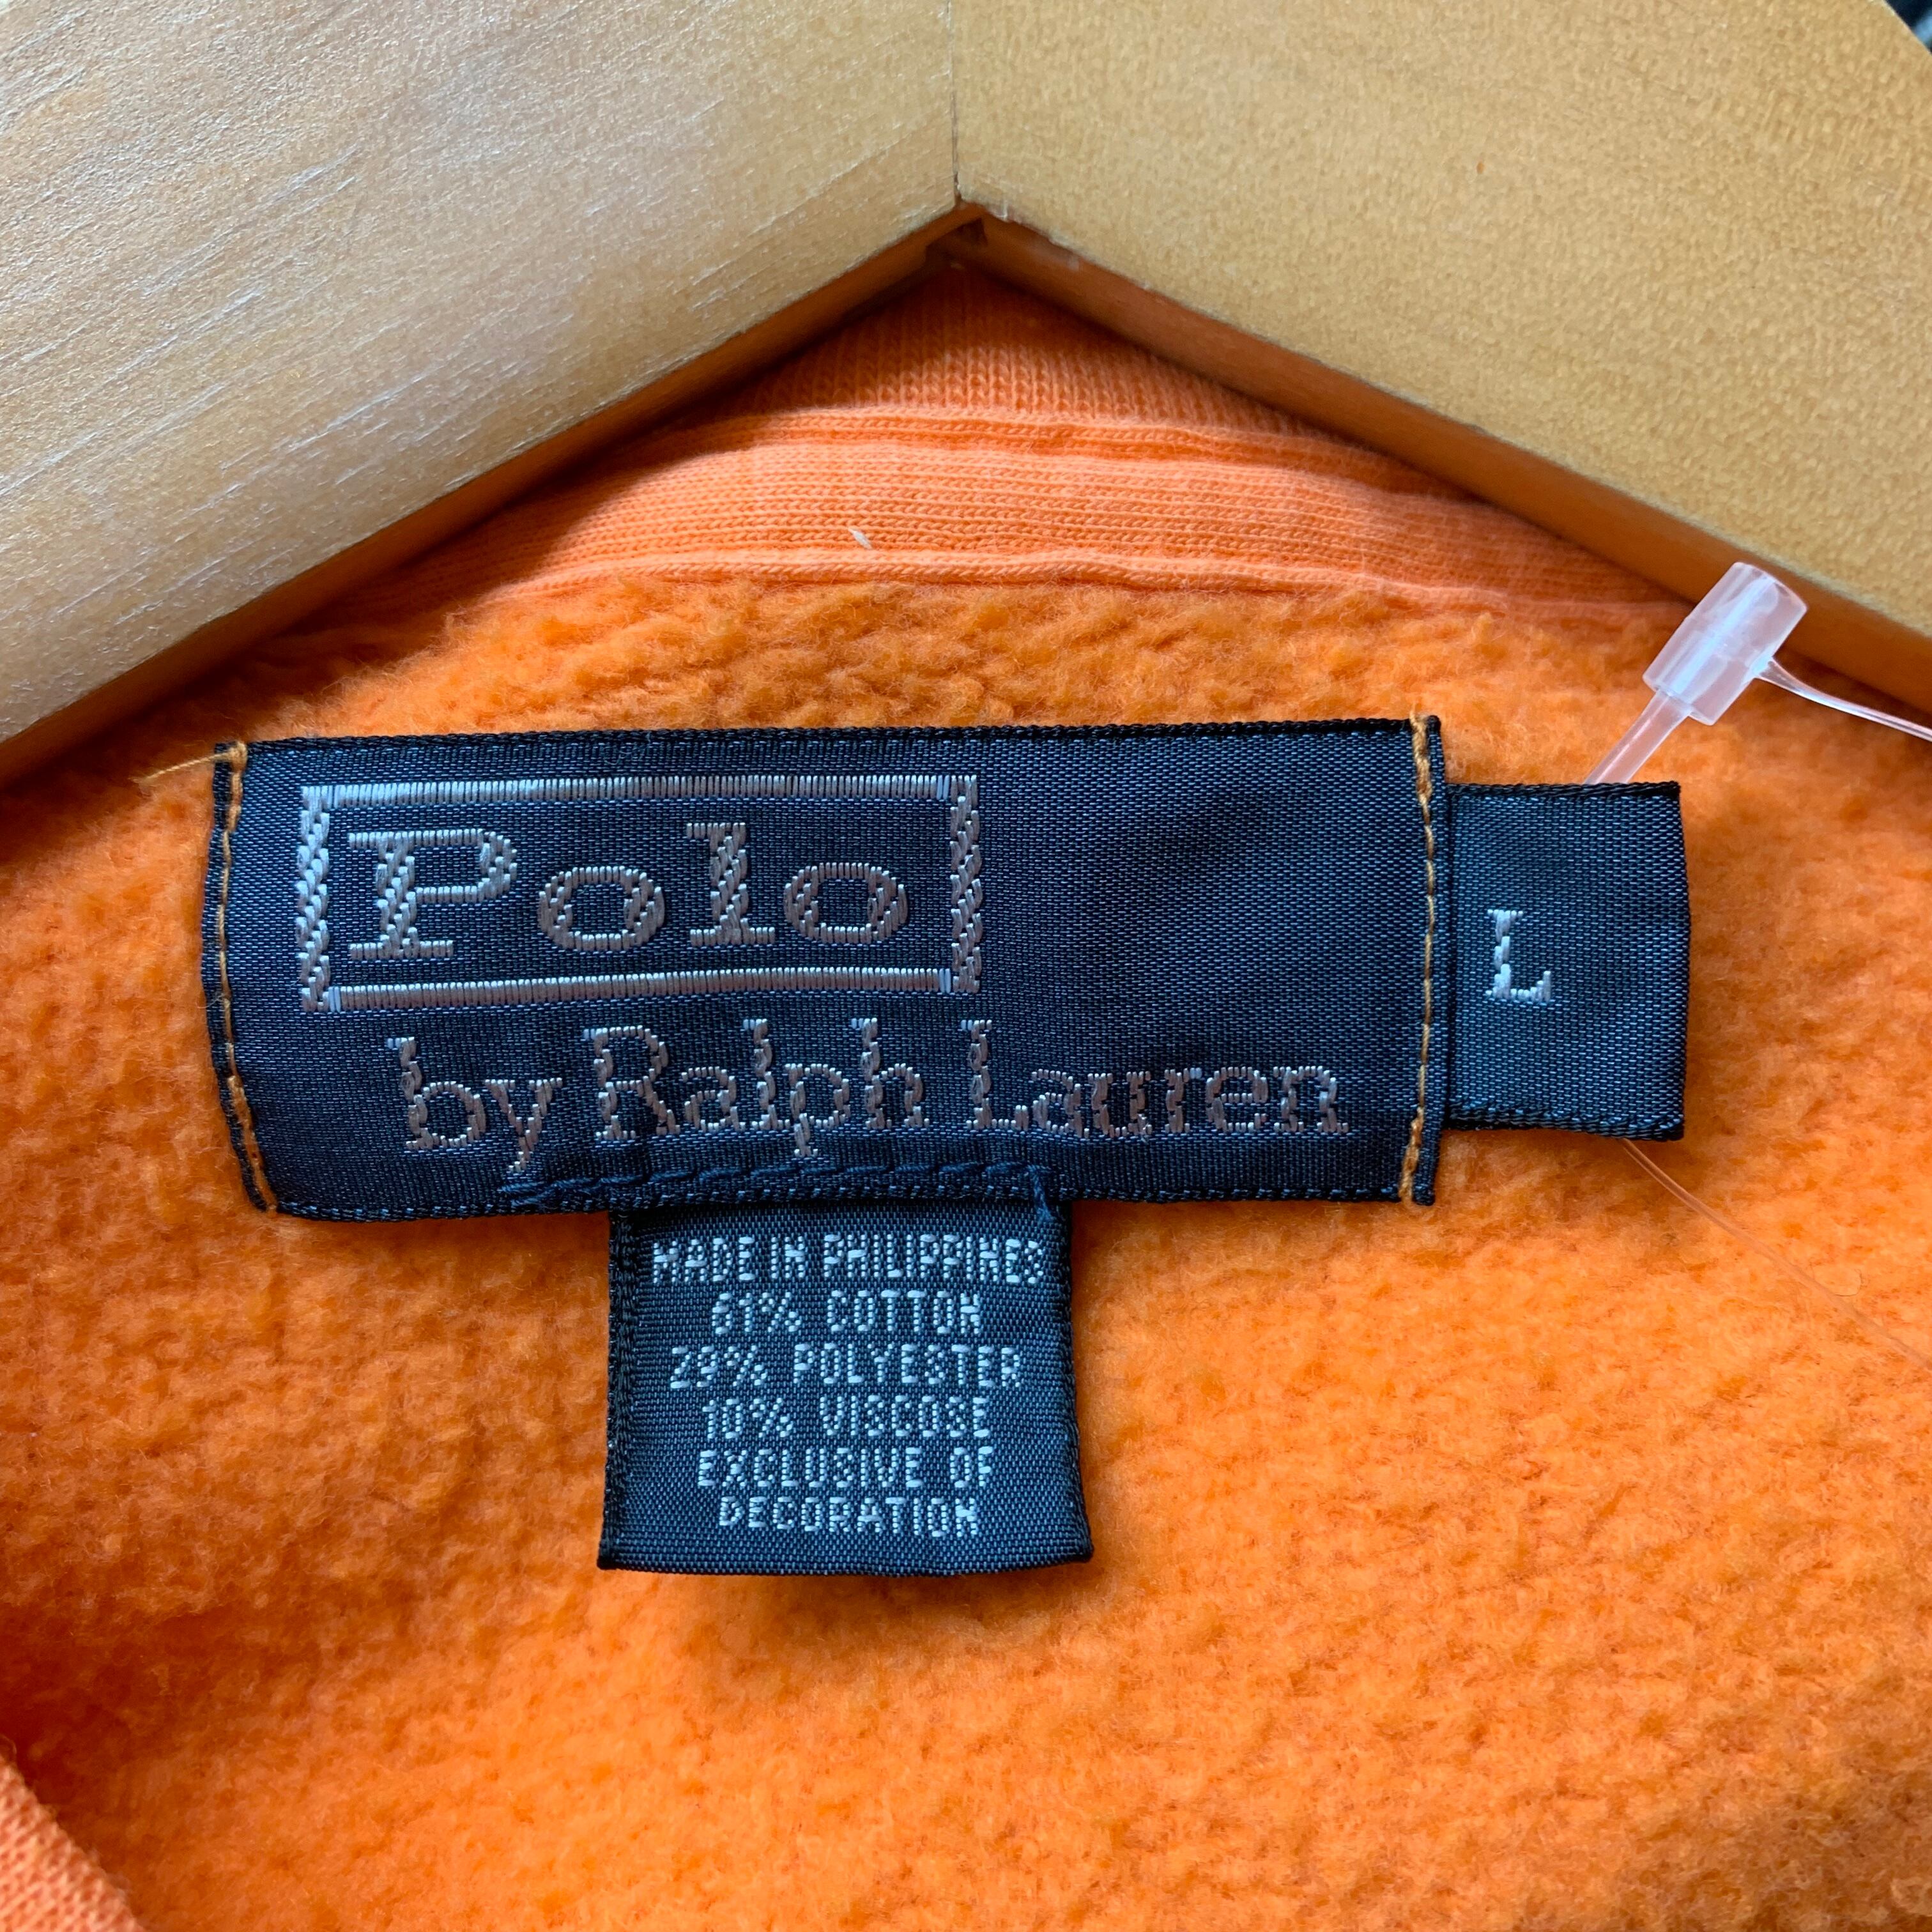 Polo
by Ralph Lauren
L
MADE IN PHILIPPINES
61% COTTON
29% POLYESTER
10% VISCOSE
EXCLUSIVE OF
DECORATION